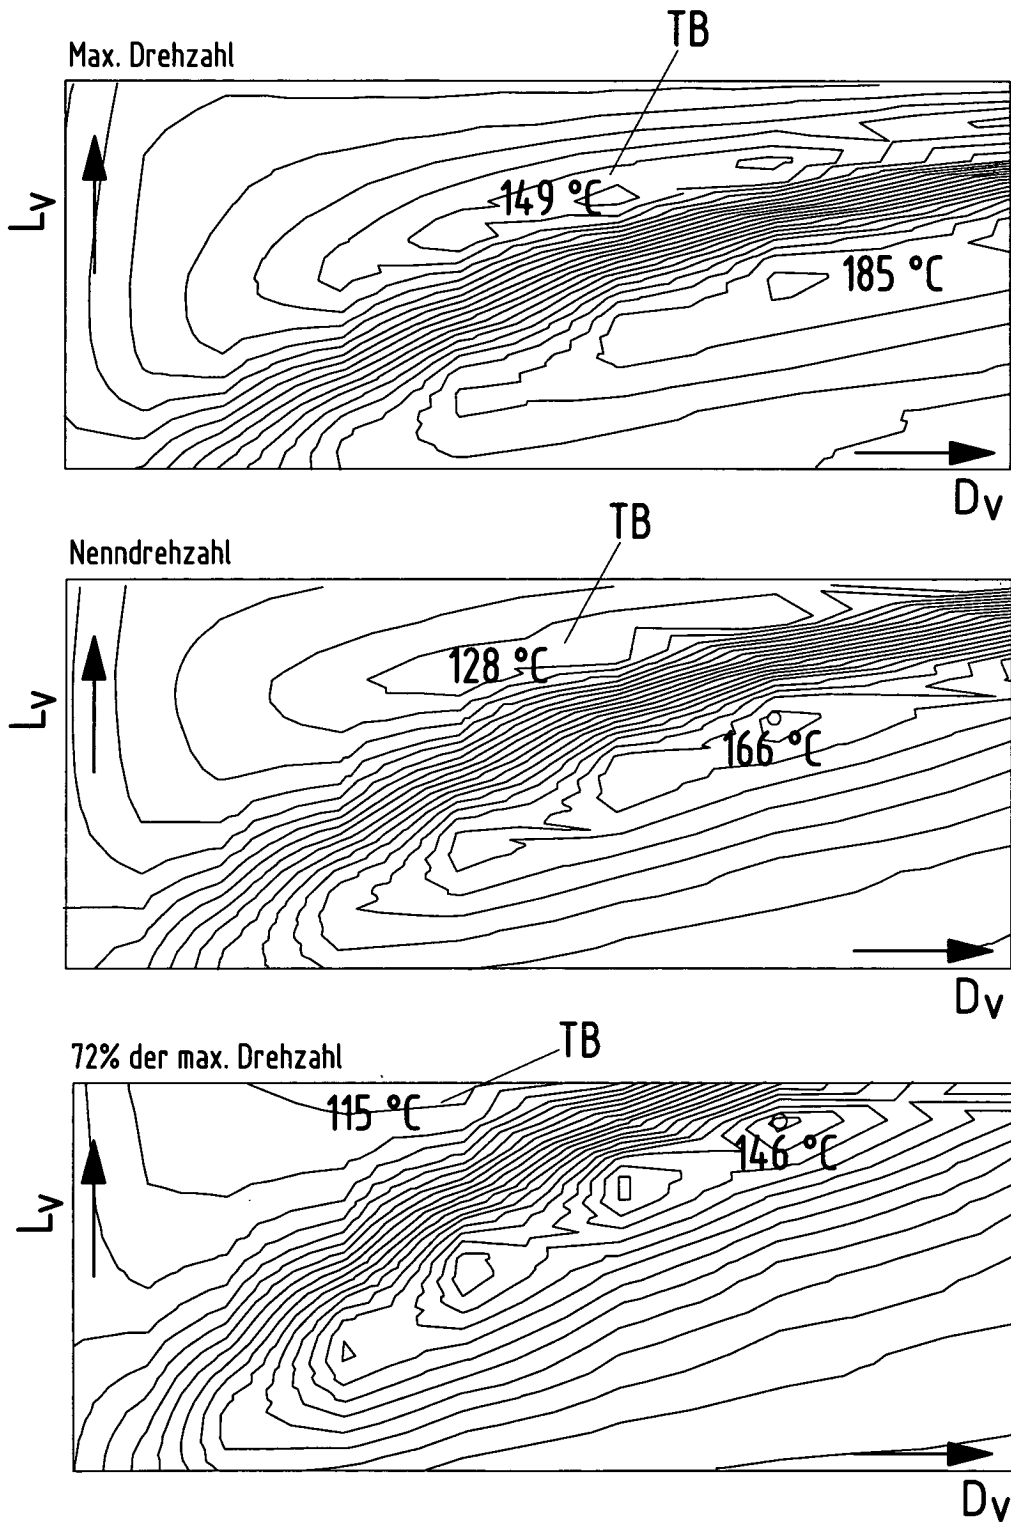 TB
Max. Drehzahl
149 °C
Lv
185 °C
Dv
TB
Nenndrehzahl
128 °C
Lv
166 °C
Dv
TB
72% der max. Drehzahl
115 °C
146 °C
Lv
Dv